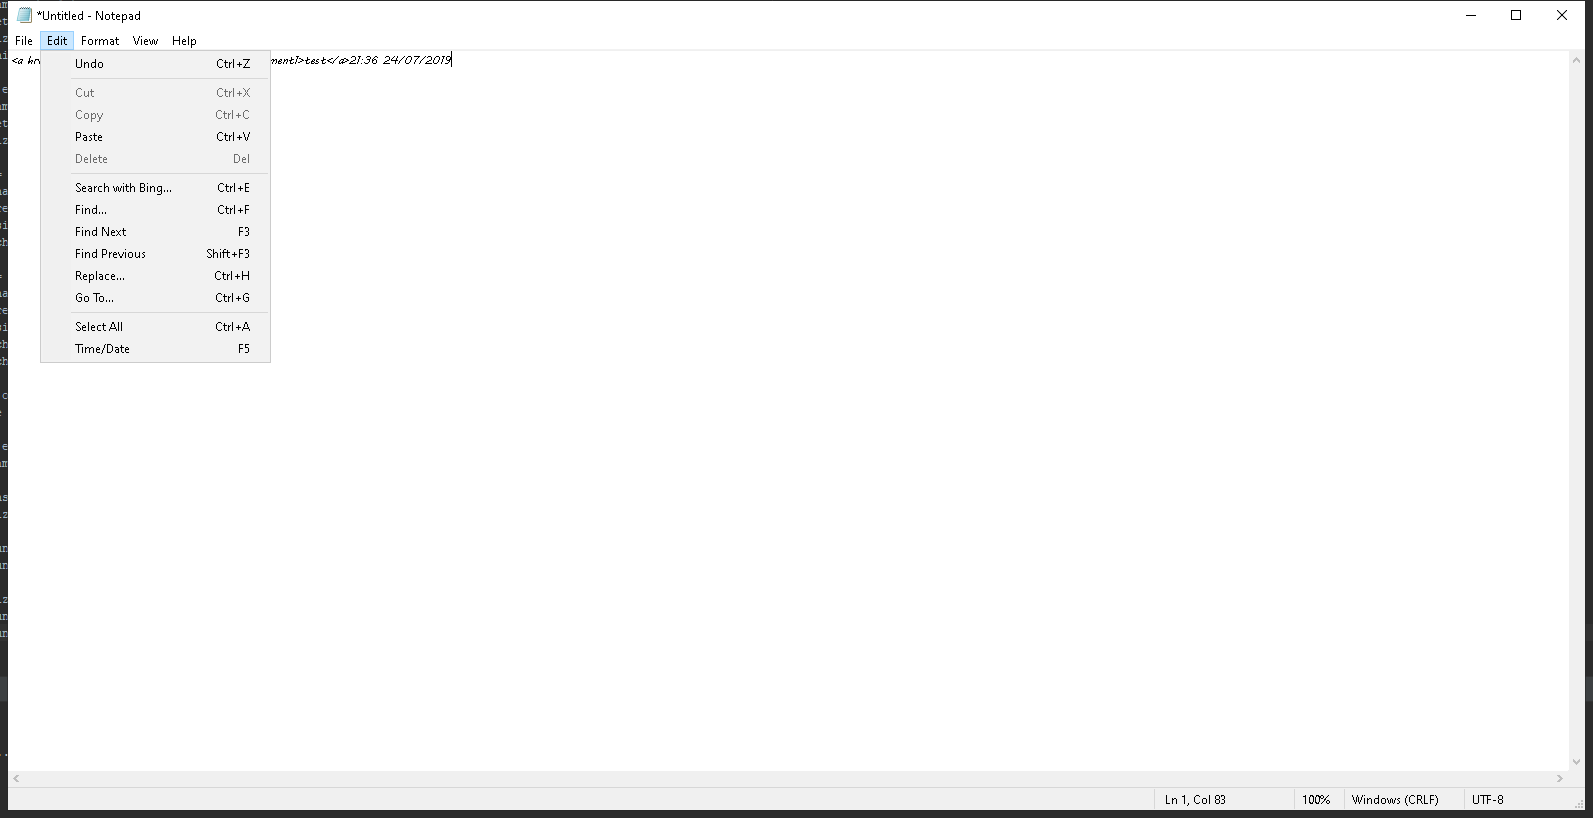 *Untitled - Notepad
File Edit Format View Help
<a hr ment1>test</a>21:36 24/07/2019
Undo Ctrl+Z
Cut Ctrl+X
Copy Ctrl+C
Paste Ctrl+V
Delete Del
Search with Bing... Ctrl+E
Find... Ctrl+F
Find Next F3
Find Previous Shift+F3
Replace... Ctrl+H
Go To... Ctrl+G
Select All Ctrl+A
Time/Date F5
Ln 1, Col 83 100% Windows (CRLF) UTF-8